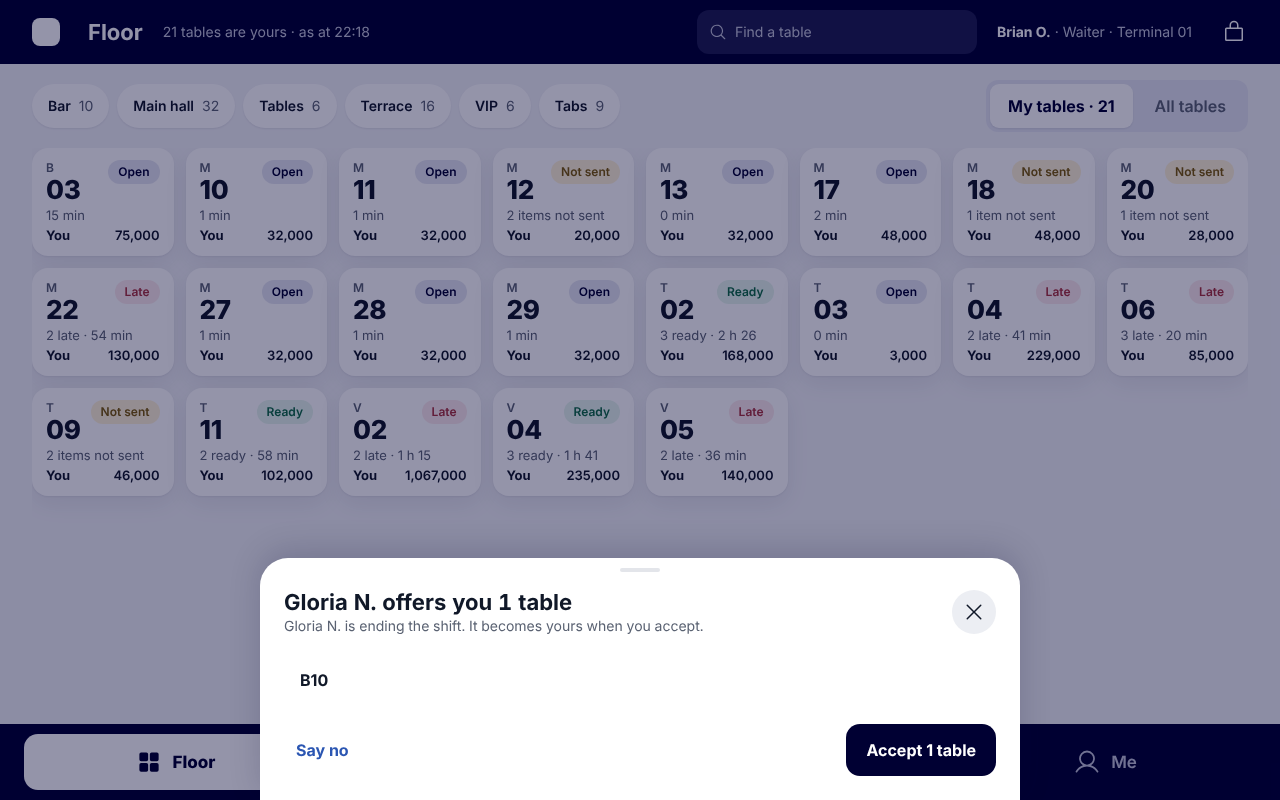 Floor
21 tables are yours · as at 22:18
Find a table
Brian O. · Waiter · Terminal 01
Bar 10
Main hall 32
Tables 6
Terrace 16
VIP 6
Tabs 9
My tables · 21
All tables
B
Open
03
15 min
You 75,000
M
Open
10
1 min
You 32,000
M
Open
11
1 min
You 32,000
M
Not sent
12
2 items not sent
You 20,000
M
Open
13
0 min
You 32,000
M
Open
17
2 min
You 48,000
M
Not sent
18
1 item not sent
You 48,000
M
Not sent
20
1 item not sent
You 28,000
M
Late
22
2 late · 54 min
You 130,000
M
Open
27
1 min
You 32,000
M
Open
28
1 min
You 32,000
M
Open
29
1 min
You 32,000
T
Ready
02
3 ready · 2 h 26
You 168,000
T
Open
03
0 min
You 3,000
T
Late
04
2 late · 41 min
You 229,000
T
Late
06
3 late · 20 min
You 85,000
T
Not sent
09
2 items not sent
You 46,000
T
Ready
11
2 ready · 58 min
You 102,000
V
Late
02
2 late · 1 h 15
You 1,067,000
V
Ready
04
3 ready · 1 h 41
You 235,000
V
Late
05
2 late · 36 min
You 140,000
Gloria N. offers you 1 table
Gloria N. is ending the shift. It becomes yours when you accept.
B10
Say no
Accept 1 table
Floor
Me